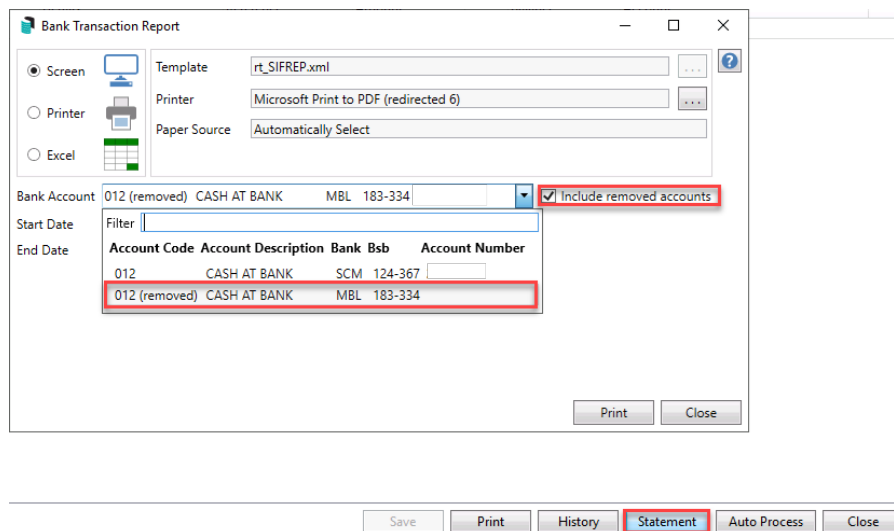 Bank Transaction Report
Screen
Printer
Excel
Template rt_SIFREP.xml ...
Printer Microsoft Print to PDF (redirected 6) ...
Paper Source Automatically Select
?
Bank Account 012 (removed) CASH AT BANK MBL 183-334 Include removed accounts
Start Date Filter
End Date Account Code Account Description Bank Bsb Account Number
012 CASH AT BANK SCM 124-367
012 (removed) CASH AT BANK MBL 183-334
Print Close
Save Print History Statement Auto Process Close